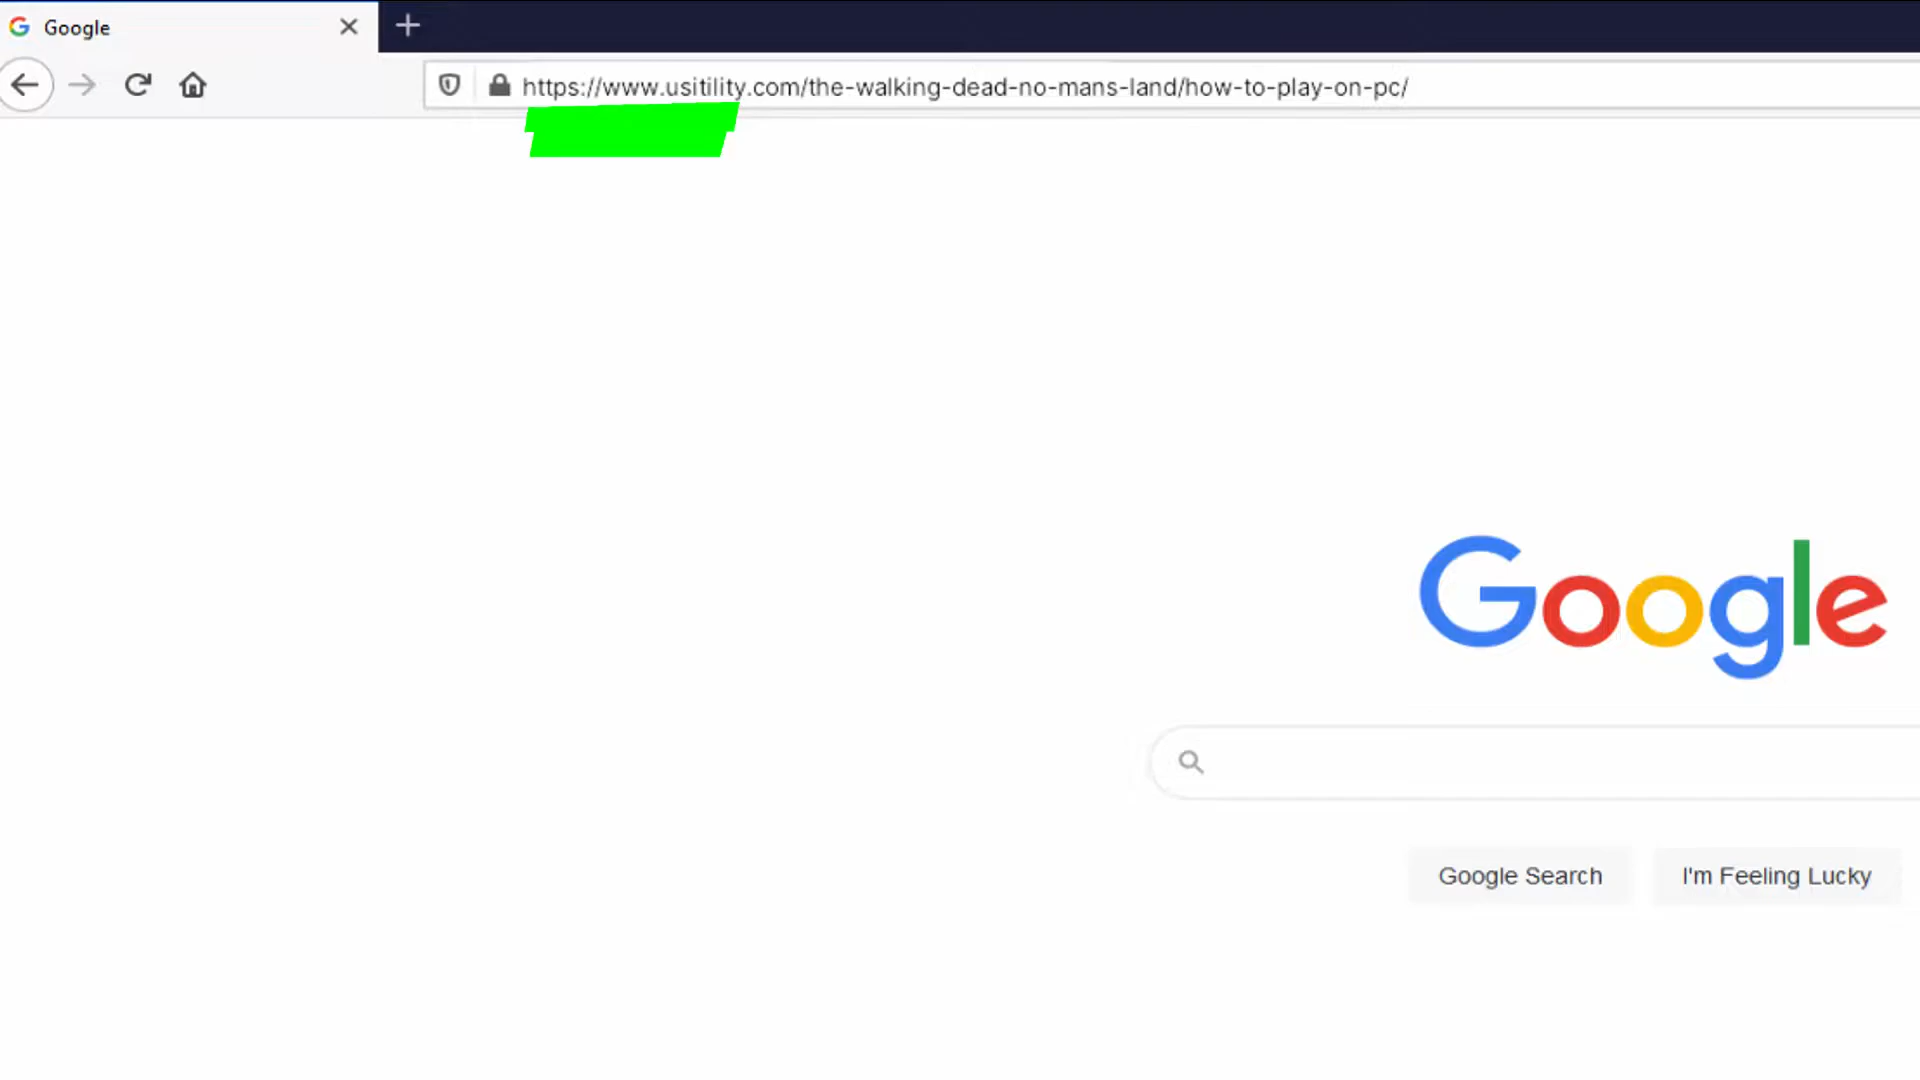 Google
https://www.usitility.com/the-walking-dead-no-mans-land/how-to-play-on-pc/
Google
Google Search
I'm Feeling Lucky